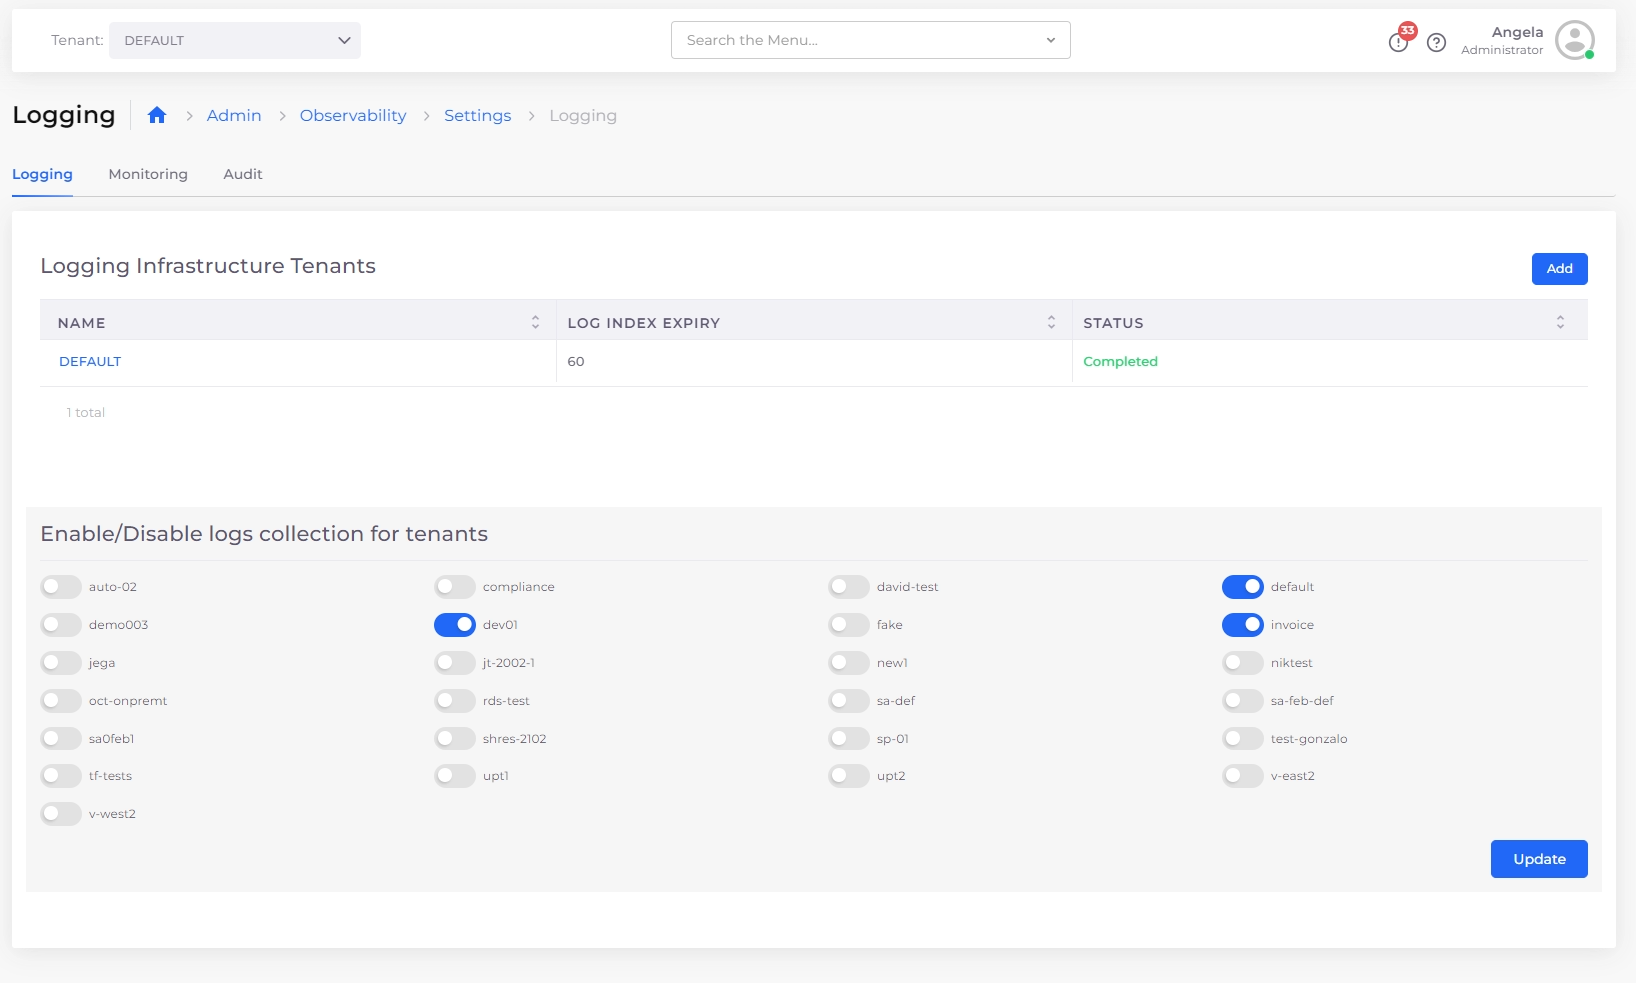 Tenant: DEFAULT
Search the Menu...
33
Angela
Administrator
Logging
Admin > Observability > Settings > Logging
Logging Monitoring Audit
Logging Infrastructure Tenants
Add
NAME LOG INDEX EXPIRY STATUS
DEFAULT 60 Completed
1 total
Enable/Disable logs collection for tenants
auto-02 compliance david-test default
demo003 dev01 fake invoice
jega jt-2002-1 new1 niktest
oct-onpremt rds-test sa-def sa-feb-def
sa0feb1 shres-2102 sp-01 test-gonzalo
tf-tests upt1 upt2 v-east2
v-west2
Update